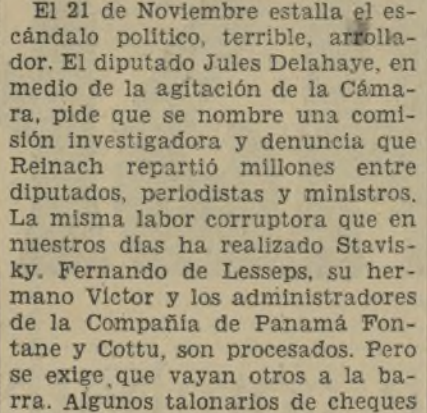 El 21 de Noviembre estalla el es-
cándalo político, terrible, arrolla-
dor. El diputado Jules Delahaye, en
medio de la agitación de la Cáma-
ra, pide que se nombre una comi-
sión investigadora y denuncia que
Reinach repartió millones entre
diputados, periodistas y ministros.
La misma labor corruptora que en
nuestros días ha realizado Stavis-
ky. Fernando de Lesseps, su her-
mano Víctor y los administradores
de la Compañía de Panamá Fon-
tane y Cottu, son procesados. Pero
se exige que vayan otros a la ba-
rra. Algunos talonarios de cheques